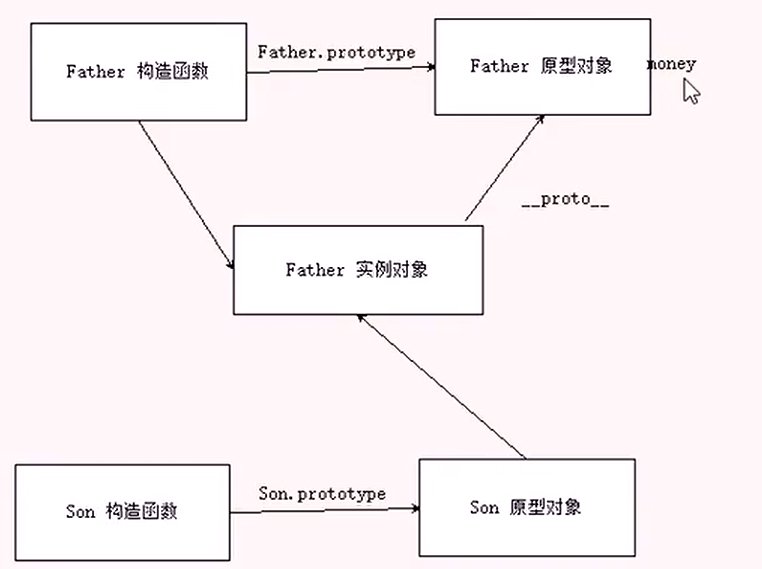 Father 构造函数
Father.prototype
Father 原型对象
money
__proto__
Father 实例对象
Son 构造函数
Son.prototype
Son 原型对象